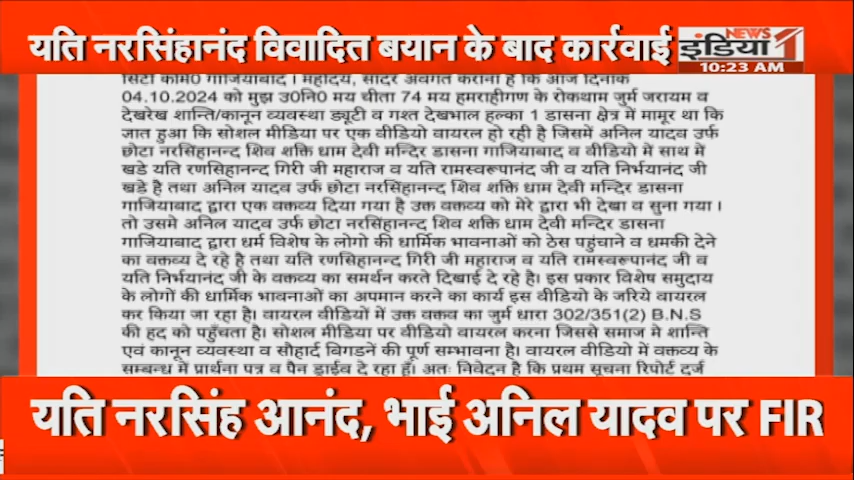 यति नरसिंहानंद विवादित बयान के बाद कार्रवाई
NEWS
इंडिया 1
10:23 AM
सिटी कमि0 गाजियाबाद । महोदय, सादर अवगत कराना है कि आज दिनांक
04.10.2024 को मुझ उ0नि0 मय चीता 74 मय हमराहीगण के रोकथाम जुर्म जरायम व
देखरेख शान्ति/कानून व्यवस्था ड्यूटी व गश्त देखभाल हल्का 1 डासना क्षेत्र में मामूर था कि
जात हुआ कि सोशल मीडिया पर एक वीडियो वायरल हो रही है जिसमें अनिल यादव उर्फ
छोटा नरसिंहानन्द शिव शक्ति धाम देवी मन्दिर डासना गाजियाबाद व वीडियो में साथ मे
खडे यति रणसिहानन्द गिरी जी महाराज व यति रामस्वरूपानंद जी व यति निर्भयानंद जी
खडे है तथा अनिल यादव उर्फ छोटा नरसिंहानन्द शिव शक्ति धाम देवी मन्दिर डासना
गाजियाबाद द्वारा एक वक्तव्य दिया गया है उक्त वक्तव्य को मेरे द्वारा भी देखा व सुना गया ।
तो उसमे अनिल यादव उर्फ छोटा नरसिंहानन्द शिव शक्ति धाम देवी मन्दिर डासना
गाजियाबाद द्वारा धर्म विशेष के लोगो की धार्मिक भावनाओं को ठेस पहुंचाने व धमकी देने
का वक्तव्य दे रहे है तथा यति रणसिहानन्द गिरी जी महाराज व यति रामस्वरूपानंद जी व
यति निर्भयानंद जी के वक्तव्य का समर्थन करते दिखाई दे रहे है। इस प्रकार विशेष समुदाय
के लोगों की धार्मिक भावनाओं का अपमान करने का कार्य इस वीडियो के जरिये वायरल
कर किया जा रहा है। वायरल वीडियों में उक्त वक्तव का जुर्म धारा 302/351(2) B.N.S
की हद को पहुँचता है। सोशल मीडिया पर वीडियो वायरल करना जिससे समाज मे शान्ति
एवं कानून व्यवस्था व सौहार्द बिगडनें की पूर्ण सम्भावना है। वायरल वीडियो में वक्तव्य के
सम्बन्ध में प्रार्थना पत्र व पैन ड्राईव दे रहा हूँ। अतः निवेदन है कि प्रथम सूचना रिपोर्ट दर्ज
यति नरसिंह आनंद, भाई अनिल यादव पर FIR